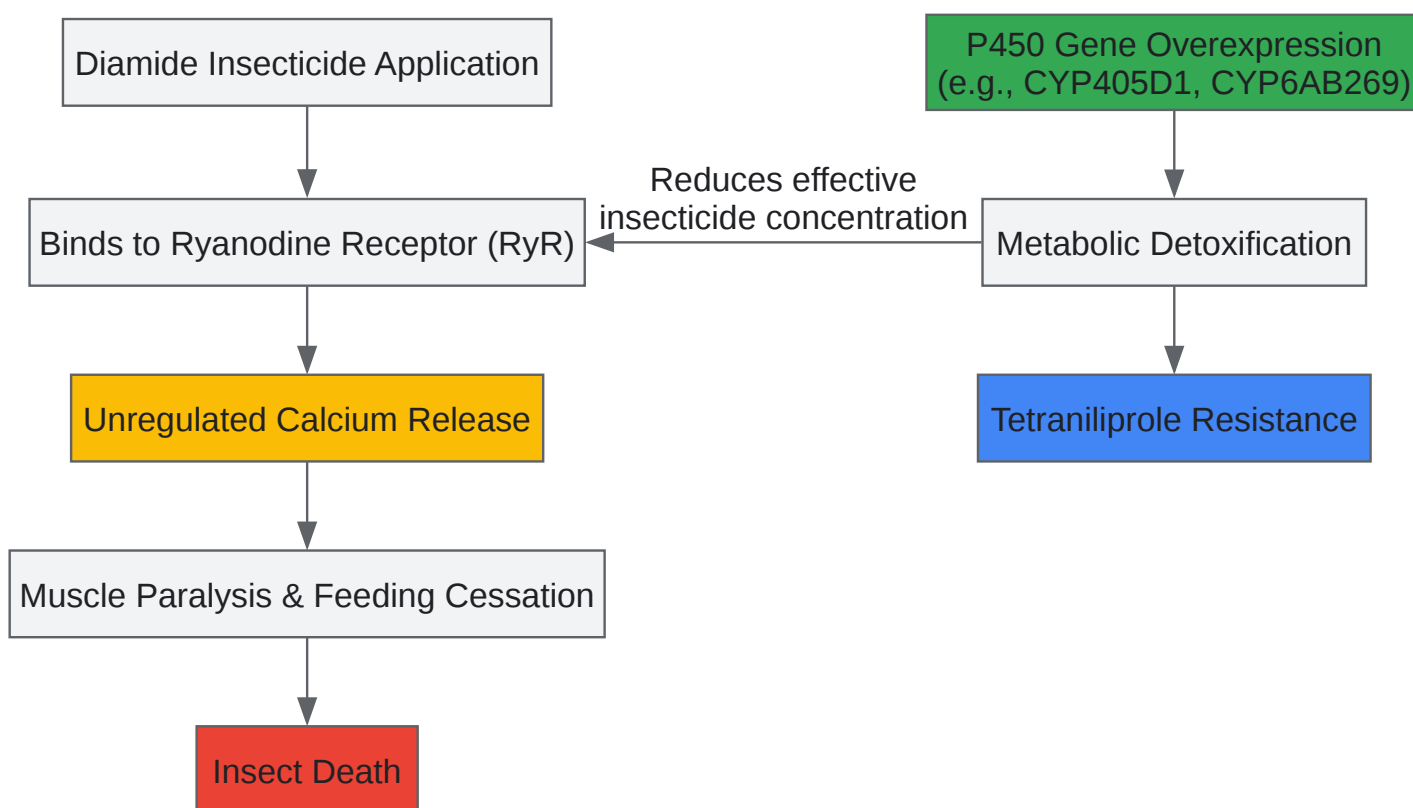 Diamide Insecticide Application
P450 Gene Overexpression
(e.g., CYP405D1, CYP6AB269)
Reduces effective
insecticide concentration
Binds to Ryanodine Receptor (RyR)
Metabolic Detoxification
Unregulated Calcium Release
Tetraniliprole Resistance
Muscle Paralysis & Feeding Cessation
Insect Death